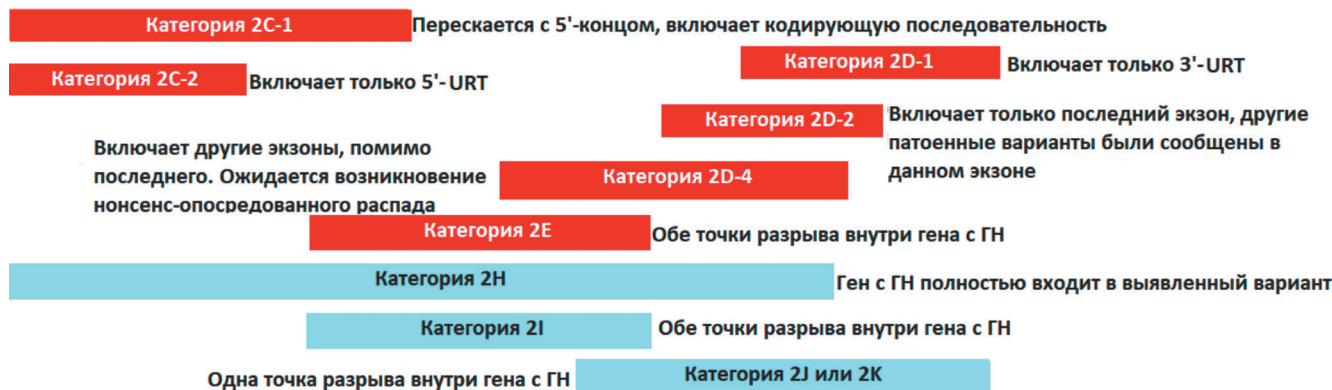 Категория 2C-1 Перескается с 5'-концом, включает кодирующую последовательность
Категория 2D-1 Включает только 3'-URT
Категория 2C-2 Включает только 5'-URT
Категория 2D-2 Включает только последний экзон, другие
патоенные варианты были сообщены в
данном экзоне
Включает другие экзоны, помимо
последнего. Ожидается возникновение
нонсенс-опосредованного распада
Категория 2D-4
Категория 2E Обе точки разрыва внутри гена с ГН
Категория 2H Ген с ГН полностью входит в выявленный вариант
Категория 2I Обе точки разрыва внутри гена с ГН
Одна точка разрыва внутри гена с ГН Категория 2J или 2K